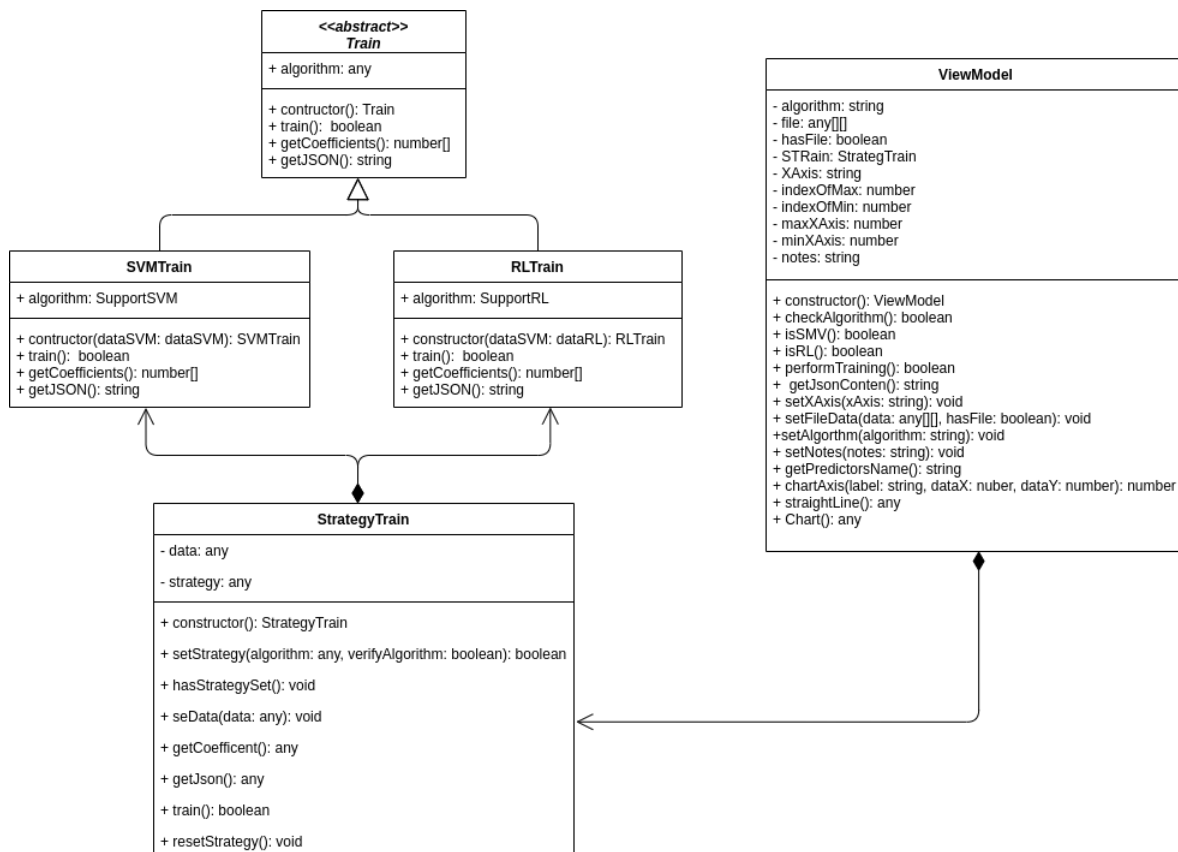 <<abstract>>
Train
+ algorithm: any
+ contructor(): Train
+ train():  boolean
+ getCoefficients(): number[]
+ getJSON(): string
SVMTrain
+ algorithm: SupportSVM
+ contructor(dataSVM: dataSVM): SVMTrain
+ train():  boolean
+ getCoefficients(): number[]
+ getJSON(): string
RLTrain
+ algorithm: SupportRL
+ constructor(dataSVM: dataRL): RLTrain
+ train():  boolean
+ getCoefficients(): number[]
+ getJSON(): string
StrategyTrain
- data: any
- strategy: any
+ constructor(): StrategyTrain
+ setStrategy(algorithm: any, verifyAlgorithm: boolean): boolean
+ hasStrategySet(): void
+ seData(data: any): void
+ getCoefficent(): any
+ getJson(): any
+ train(): boolean
+ resetStrategy(): void
ViewModel
- algorithm: string
- file: any[][]
- hasFile: boolean
- STRain: StrategTrain
- XAxis: string
- indexOfMax: number
- indexOfMin: number
- maxXAxis: number
- minXAxis: number
- notes: string
+ constructor(): ViewModel
+ checkAlgorithm(): boolean
+ isSMV(): boolean
+ isRL(): boolean
+ performTraining(): boolean
+  getJsonConten(): string
+ setXAxis(xAxis: string): void
+ setFileData(data: any[][], hasFile: boolean): void
+setAlgorthm(algorithm: string): void
+ setNotes(notes: string): void
+ getPredictorsName(): string
+ chartAxis(label: string, dataX: nuber, dataY: number): number
+ straightLine(): any
+ Chart(): any